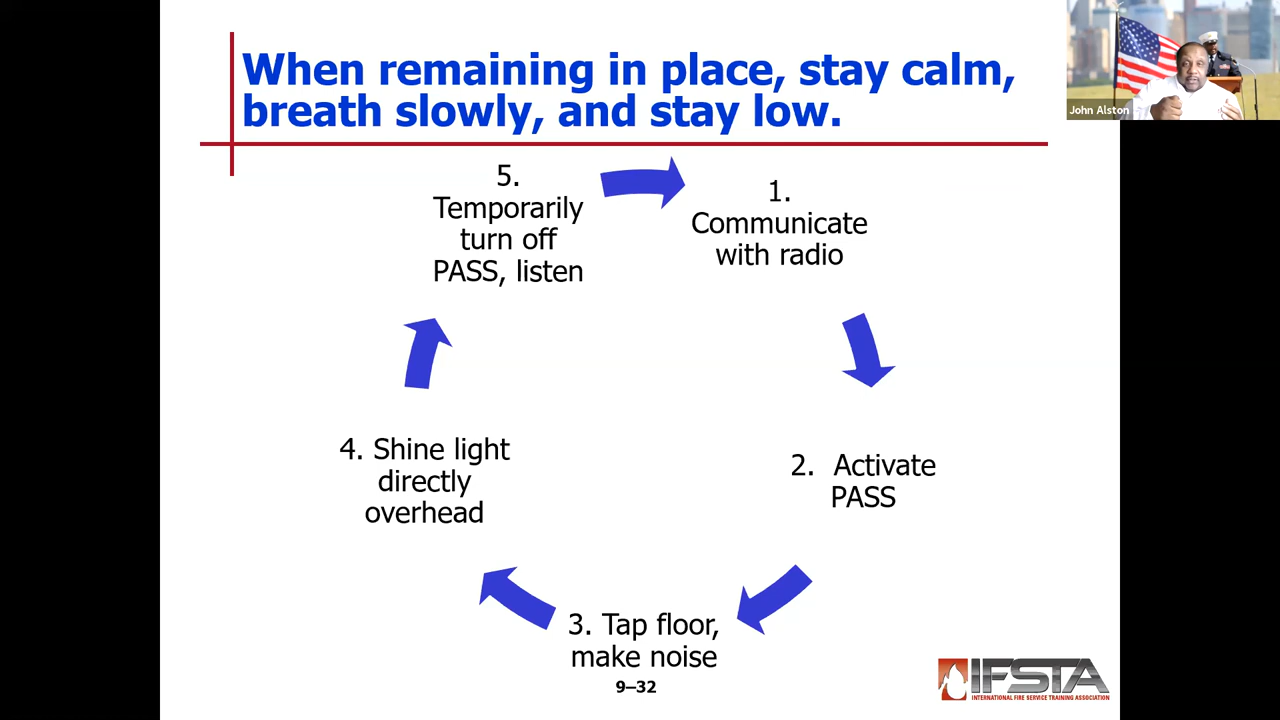 When remaining in place, stay calm,
breath slowly, and stay low.
John Alston
5.
Temporarily
turn off
PASS, listen
1.
Communicate
with radio
2. Activate
PASS
3. Tap floor,
make noise
4. Shine light
directly
overhead
9–32
IFSTA
INTERNATIONAL FIRE SERVICE TRAINING ASSOCIATION